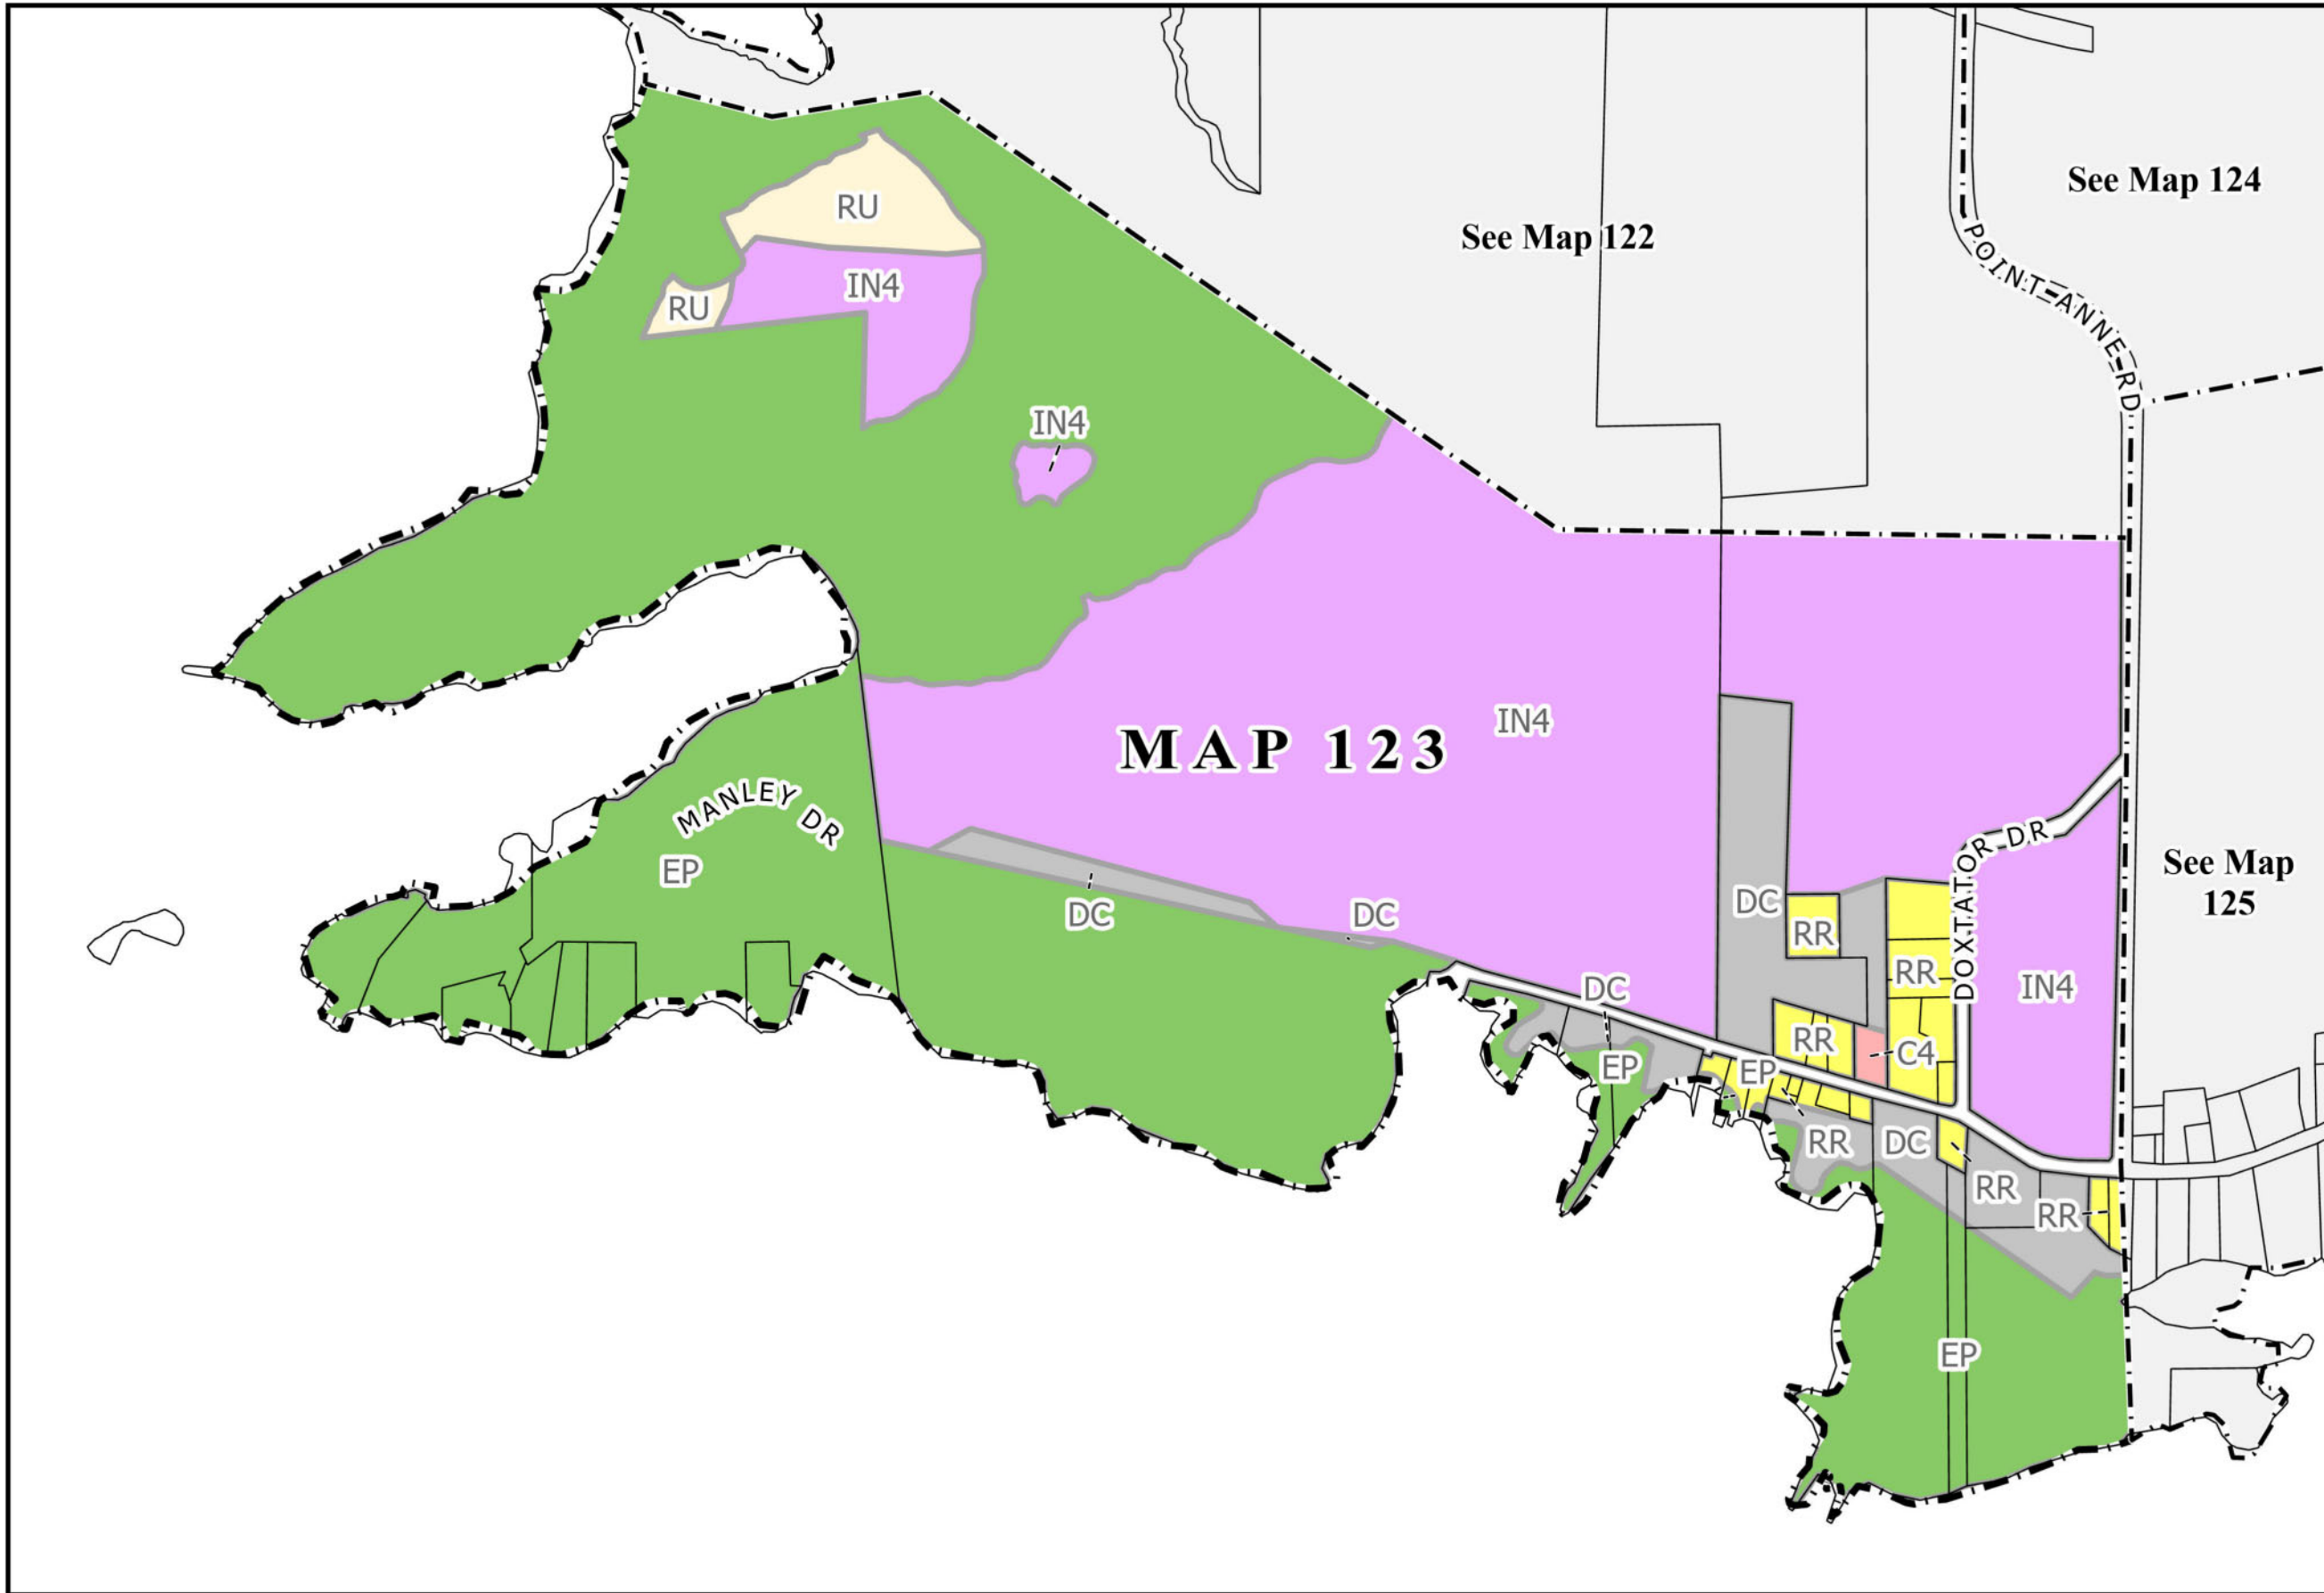 See Map 124
RU
See Map 122
POINT ANNE RD
IN4
RU
IN4
IN4
MAP 123
MANLEY DR
DOXTATOR DR
See Map
125
EP
DC
DC
DC
RR
RR
IN4
DC
RR
C4
EP
EP
RR
DC
RR
RR
EP